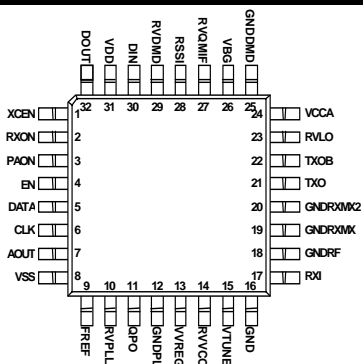 DOUT
VDD
DIN
RVDMD
RSSI
RVQMIF
VBG
GNDDMD
32 31 30 29 28 27 26 25
XCEN 1 24 VCCA
RXON 2 23 RVLO
PAON 3 22 TXOB
EN 4 21 TXO
DATA 5 20 GNDRXMX2
CLK 6 19 GNDRXMX
AOUT 7 18 GNDRF
VSS 8 17 RXI
9 10 11 12 13 14 15 16
FREF
RVPLL
QPO
GNDPL
VVREG
RVVCO
VTUNE
GND